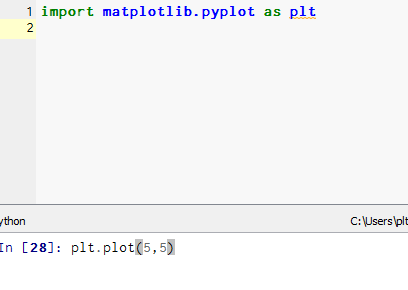 1 import matplotlib.pyplot as plt
2
ython C:\Users\plt
In [28]: plt.plot(5,5)